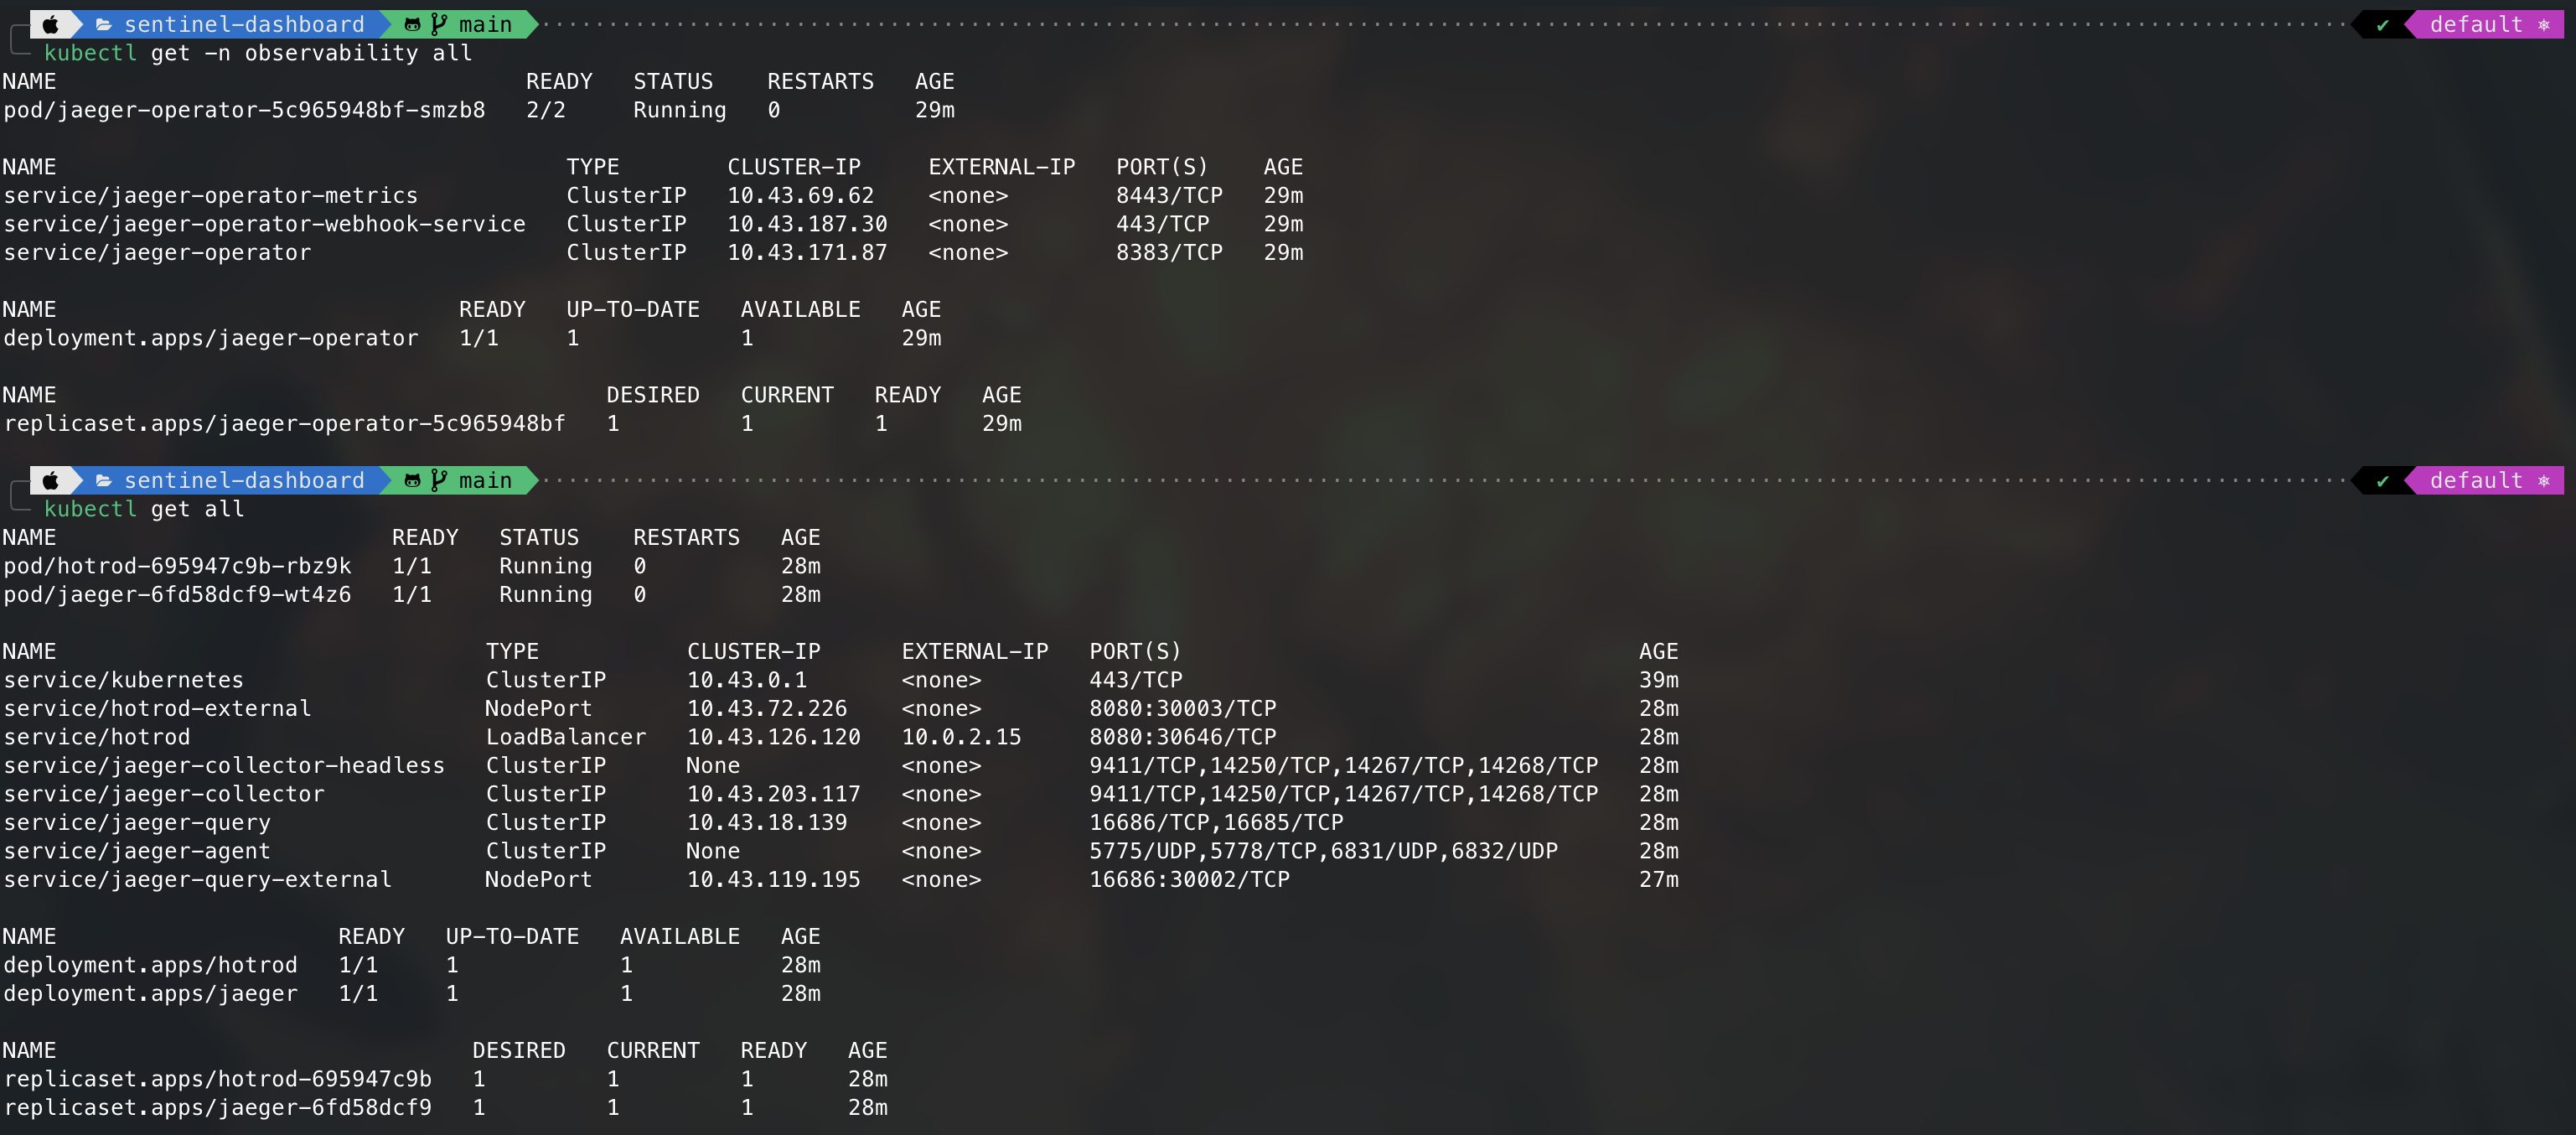 sentinel-dashboard main default
kubectl get -n observability all
NAME READY STATUS RESTARTS AGE
pod/jaeger-operator-5c965948bf-smzb8 2/2 Running 0 29m
NAME TYPE CLUSTER-IP EXTERNAL-IP PORT(S) AGE
service/jaeger-operator-metrics ClusterIP 10.43.69.62 <none> 8443/TCP 29m
service/jaeger-operator-webhook-service ClusterIP 10.43.187.30 <none> 443/TCP 29m
service/jaeger-operator ClusterIP 10.43.171.87 <none> 8383/TCP 29m
NAME READY UP-TO-DATE AVAILABLE AGE
deployment.apps/jaeger-operator 1/1 1 1 29m
NAME DESIRED CURRENT READY AGE
replicaset.apps/jaeger-operator-5c965948bf 1 1 1 29m
sentinel-dashboard main default
kubectl get all
NAME READY STATUS RESTARTS AGE
pod/hotrod-695947c9b-rbz9k 1/1 Running 0 28m
pod/jaeger-6fd58dcf9-wt4z6 1/1 Running 0 28m
NAME TYPE CLUSTER-IP EXTERNAL-IP PORT(S) AGE
service/kubernetes ClusterIP 10.43.0.1 <none> 443/TCP 39m
service/hotrod-external NodePort 10.43.72.226 <none> 8080:30003/TCP 28m
service/hotrod LoadBalancer 10.43.126.120 10.0.2.15 8080:30646/TCP 28m
service/jaeger-collector-headless ClusterIP None <none> 9411/TCP,14250/TCP,14267/TCP,14268/TCP 28m
service/jaeger-collector ClusterIP 10.43.203.117 <none> 9411/TCP,14250/TCP,14267/TCP,14268/TCP 28m
service/jaeger-query ClusterIP 10.43.18.139 <none> 16686/TCP,16685/TCP 28m
service/jaeger-agent ClusterIP None <none> 5775/UDP,5778/TCP,6831/UDP,6832/UDP 28m
service/jaeger-query-external NodePort 10.43.119.195 <none> 16686:30002/TCP 27m
NAME READY UP-TO-DATE AVAILABLE AGE
deployment.apps/hotrod 1/1 1 1 28m
deployment.apps/jaeger 1/1 1 1 28m
NAME DESIRED CURRENT READY AGE
replicaset.apps/hotrod-695947c9b 1 1 1 28m
replicaset.apps/jaeger-6fd58dcf9 1 1 1 28m